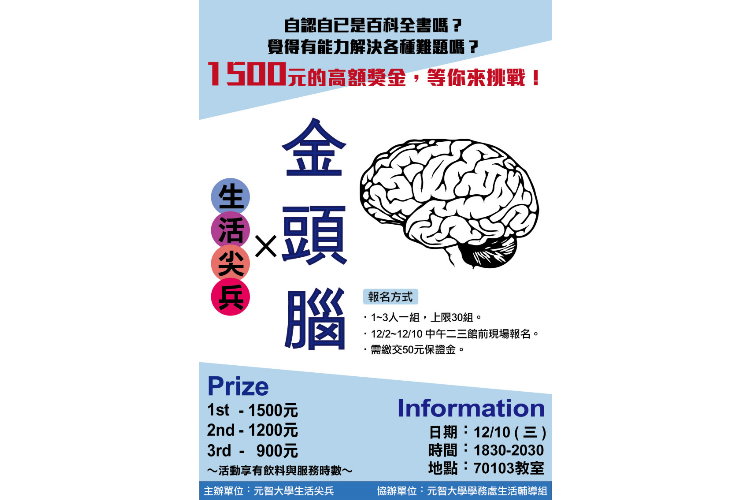 自認自已是百科全書嗎？
覺得有能力解決各種難題嗎？
1500元的高額獎金，等你來挑戰！
生活尖兵
×
金頭腦
報名方式
· 1~3人一組，上限30組。
· 12/2~12/10 中午二三館前現場報名。
· 需繳交50元保證金。
Prize
1st - 1500元
2nd - 1200元
3rd - 900元
～活動享有飲料與服務時數～
Information
日期：12/10 ( 三 )
時間：1830-2030
地點：70103教室
主辦單位：元智大學生活尖兵
協辦單位：元智大學學務處生活輔導組